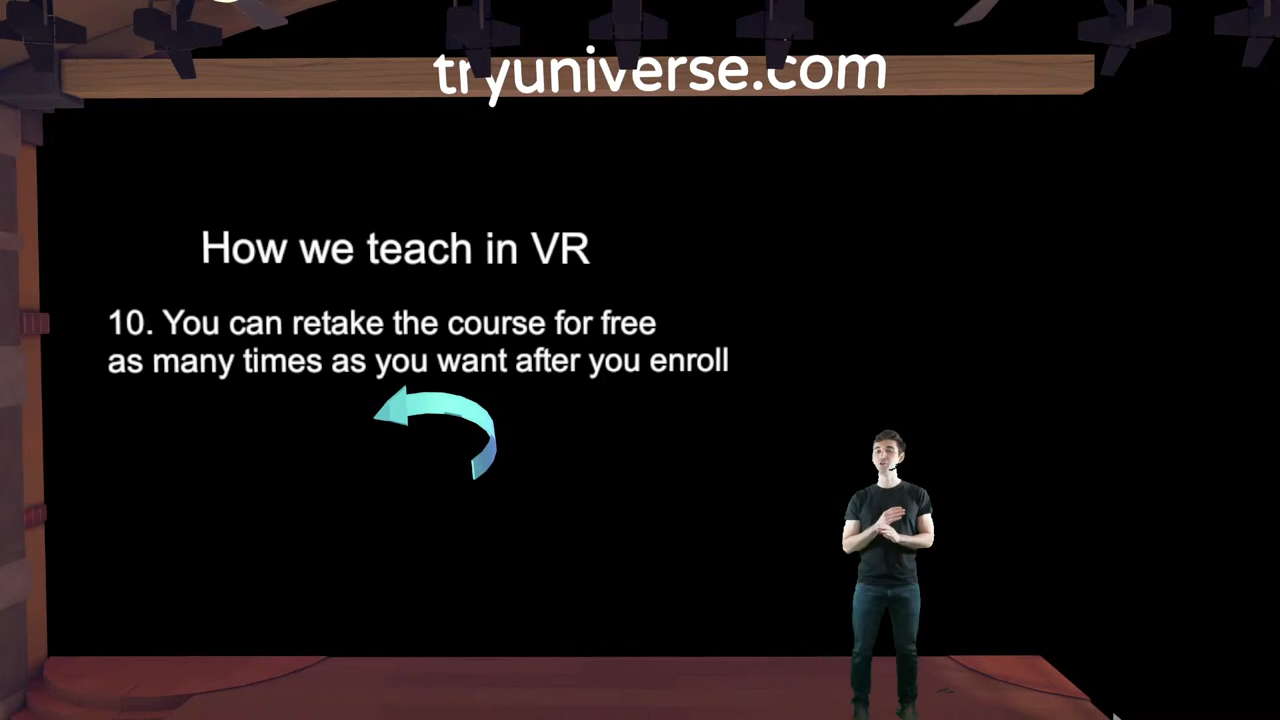 tryuniverse.com
How we teach in VR
10. You can retake the course for free
as many times as you want after you enroll